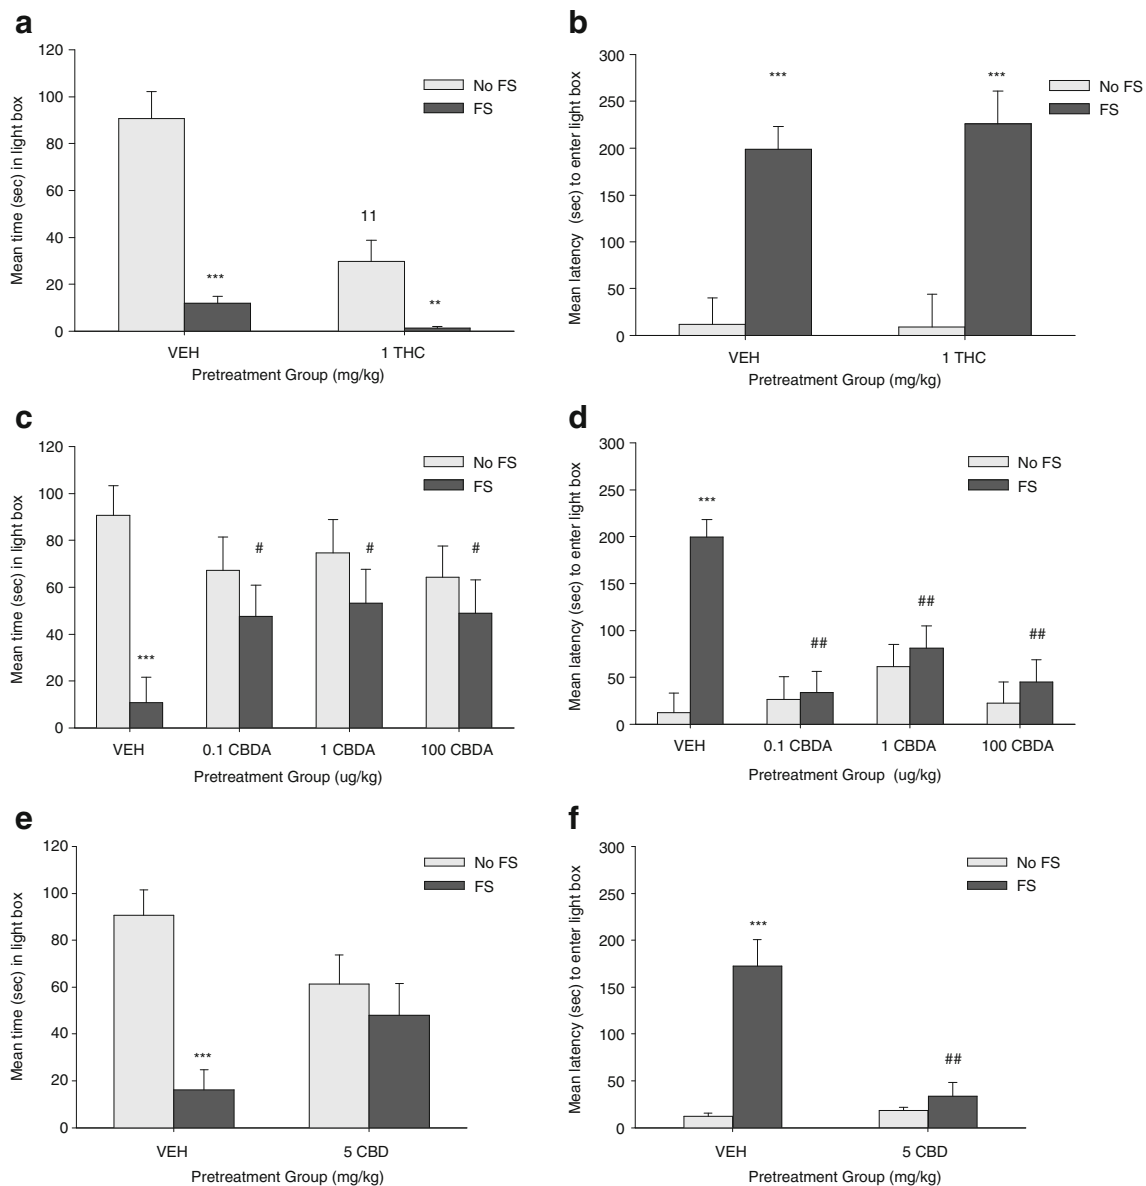 a
120
100
80
60
40
20
0
Mean time (sec) in light box
No FS
FS
***
11
**
VEH
1 THC
Pretreatment Group (mg/kg)
b
300
250
200
150
100
50
0
Mean latency (sec) to enter light box
***
***
No FS
FS
VEH
1 THC
Pretreatment Group (mg/kg)
c
120
100
80
60
40
20
0
Mean time (sec) in light box
No FS
FS
***
#
#
#
VEH
0.1 CBDA
1 CBDA
100 CBDA
Pretreatment Group (ug/kg)
d
300
250
200
150
100
50
0
Mean latency (sec) to enter light box
No FS
FS
***
##
##
##
VEH
0.1 CBDA
1 CBDA
100 CBDA
Pretreatment Group (ug/kg)
e
120
100
80
60
40
20
0
Mean time (sec) in light box
No FS
FS
***
VEH
5 CBD
Pretreatment Group (mg/kg)
f
300
250
200
150
100
50
0
Mean latency (sec) to enter light box
No FS
FS
***
##
VEH
5 CBD
Pretreatment Group (mg/kg)